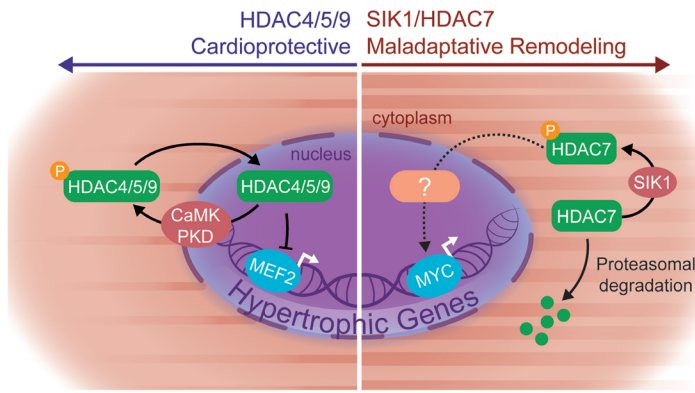 HDAC4/5/9
Cardioprotective
SIK1/HDAC7
Maladaptative Remodeling
cytoplasm
nucleus
P
HDAC4/5/9
HDAC4/5/9
CaMK
PKD
MEF2
?
MYC
P
HDAC7
SIK1
HDAC7
Proteasomal
degradation
Hypertrophic Genes